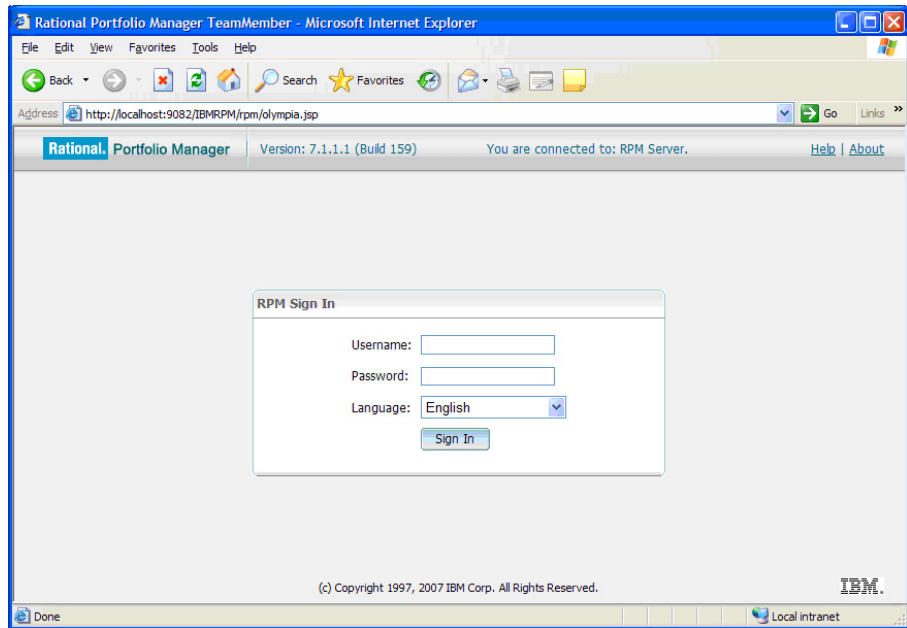 Rational Portfolio Manager TeamMember - Microsoft Internet Explorer
File Edit View Favorites Tools Help
Back Search Favorites
Address http://localhost:9082/IBMRPM/rpm/olympia.jsp Go Links »
Rational. Portfolio Manager Version: 7.1.1.1 (Build 159) You are connected to: RPM Server. Help | About
RPM Sign In
Username:
Password:
Language: English
Sign In
(c) Copyright 1997, 2007 IBM Corp. All Rights Reserved. IBM.
Done Local intranet